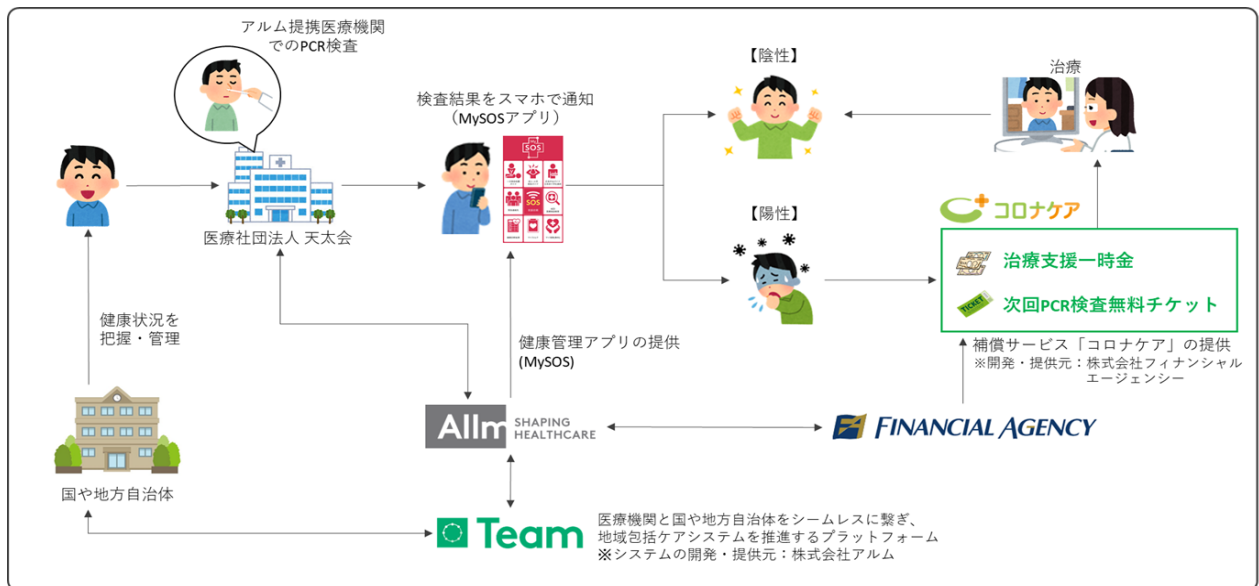 アルム提携医療機関
でのPCR検査
検査結果をスマホで通知
（MySOSアプリ）
SOS
SOS
【陰性】
治療
医療社団法人 天太会
【陽性】
コロナケア
治療支援一時金
TICKET
次回PCR検査無料チケット
補償サービス「コロナケア」の提供
※開発・提供元：株式会社フィナンシャル
エージェンシー
健康状況を
把握・管理
健康管理アプリの提供
(MySOS)
Allm
SHAPING
HEALTHCARE
FINANCIAL AGENCY
国や地方自治体
Team
医療機関と国や地方自治体をシームレスに繋ぎ、
地域包括ケアシステムを推進するプラットフォーム
※システムの開発・提供元：株式会社アルム